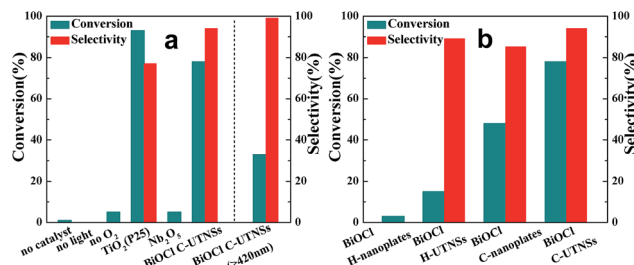 Conversion
Selectivity
a
Conversion(%)
100
80
60
40
20
0
100
80
60
40
20
0
Selectivity(%)
no catalyst
no light
no O2
TiO2(P25)
Nb2O5
BiOCl C-UTNSs
BiOCl C-UTNSs
(>420nm)
Conversion
Selectivity
b
Conversion(%)
100
80
60
40
20
0
100
80
60
40
20
0
Selectivity(%)
BiOCl
H-nanoplates
BiOCl
H-UTNSs
BiOCl
C-nanoplates
BiOCl
C-UTNSs